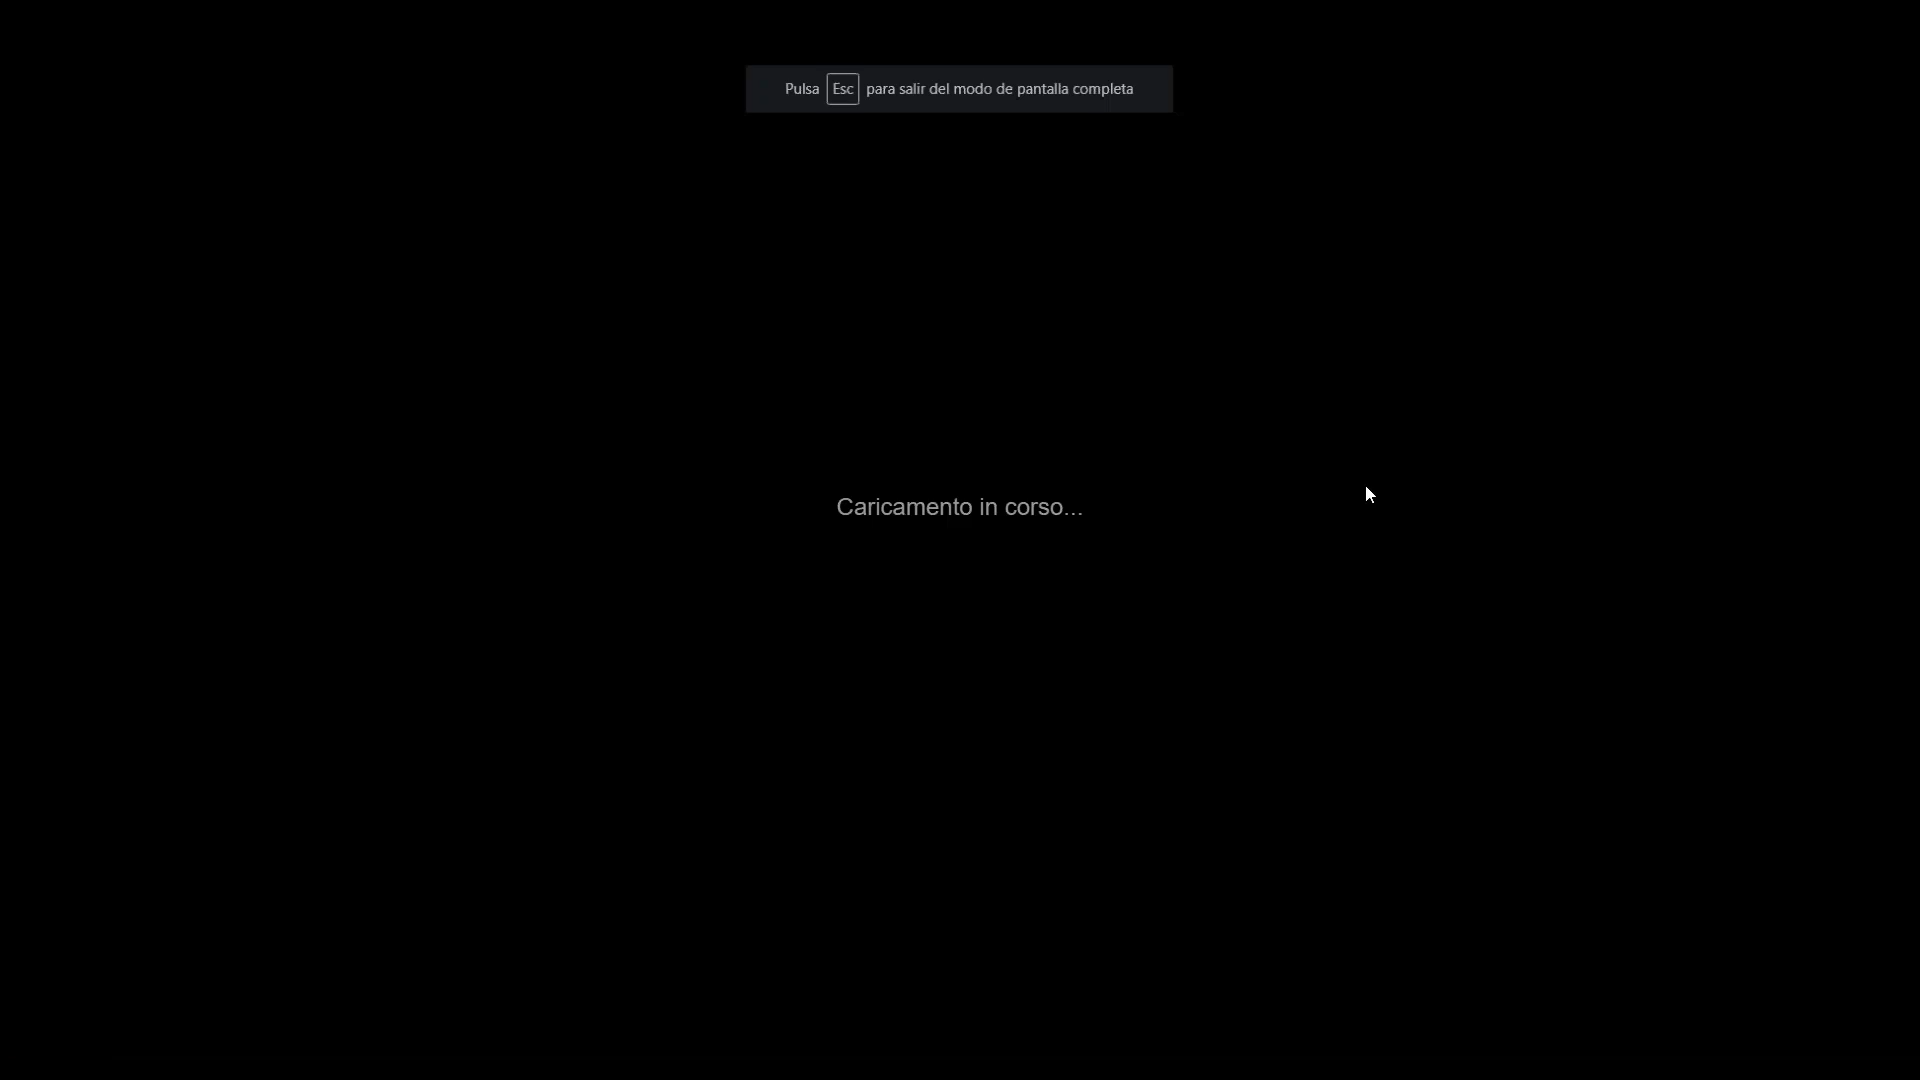 Pulsa Esc para salir del modo de pantalla completa
Caricamento in corso...